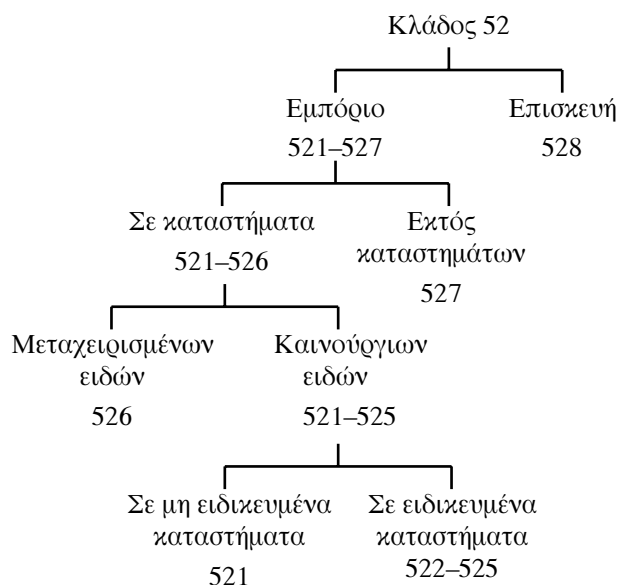 Κλάδος 52
Εμπόριο
521–527
Επισκευή
528
Σε καταστήματα
521–526
Εκτός
καταστημάτων
527
Μεταχειρισμένων
ειδών
526
Καινούργιων
ειδών
521–525
Σε μη ειδικευμένα
καταστήματα
521
Σε ειδικευμένα
καταστήματα
522–525